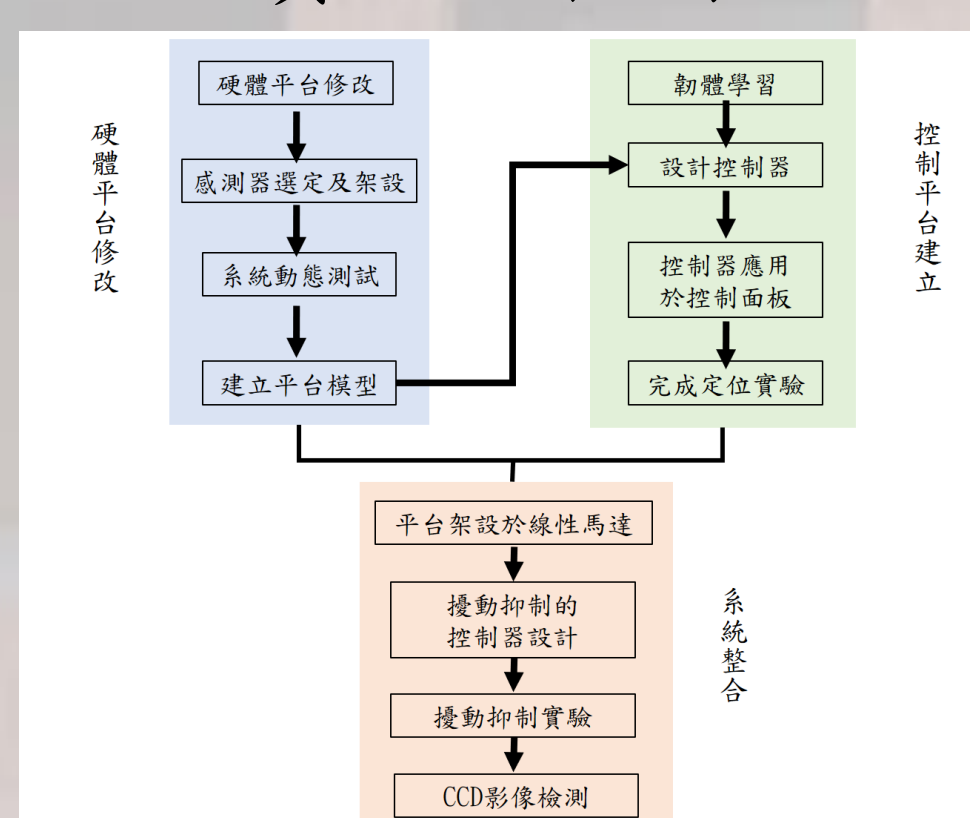 硬體平台修改
硬體平台修改
感測器選定及架設
系統動態測試
建立平台模型
韌體學習
設計控制器
控制器應用
於控制面板
完成定位實驗
控制平台建立
平台架設於線性馬達
擾動抑制的
控制器設計
擾動抑制實驗
CCD影像檢測
系統整合